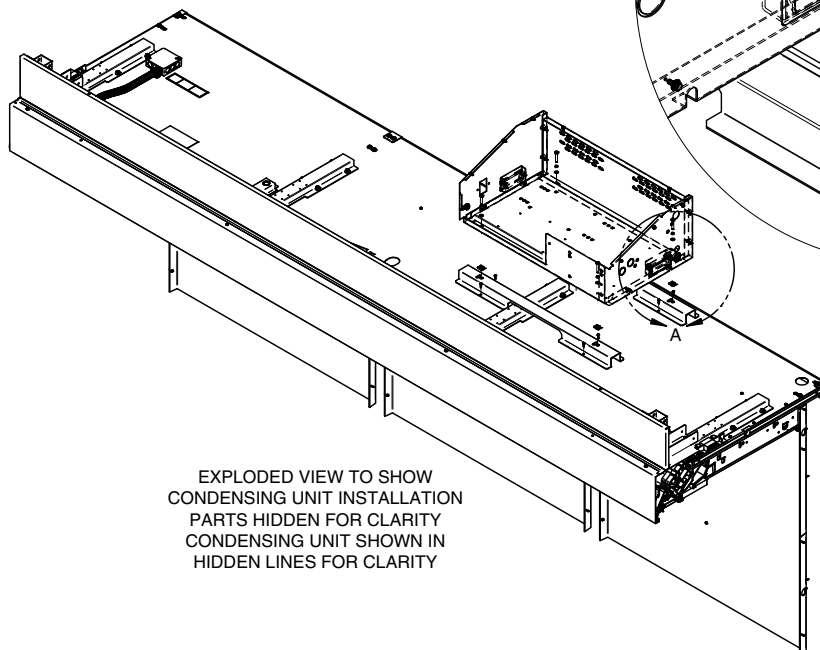 A
EXPLODED VIEW TO SHOW
CONDENSING UNIT INSTALLATION
PARTS HIDDEN FOR CLARITY
CONDENSING UNIT SHOWN IN
HIDDEN LINES FOR CLARITY